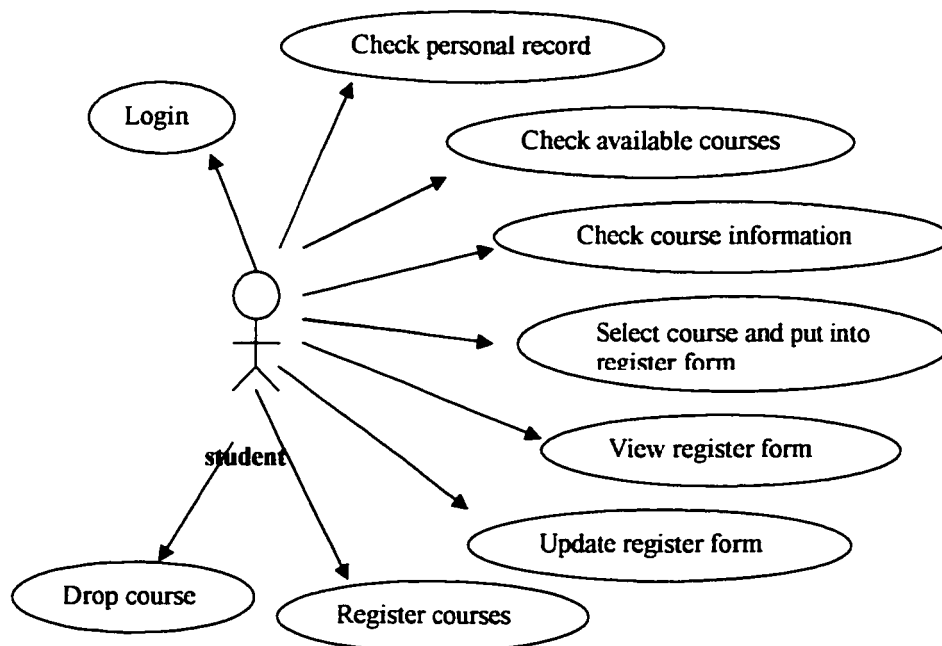 Check personal record
Login
Check available courses
Check course information
Select course and put into
register form
View register form
student
Update register form
Drop course
Register courses